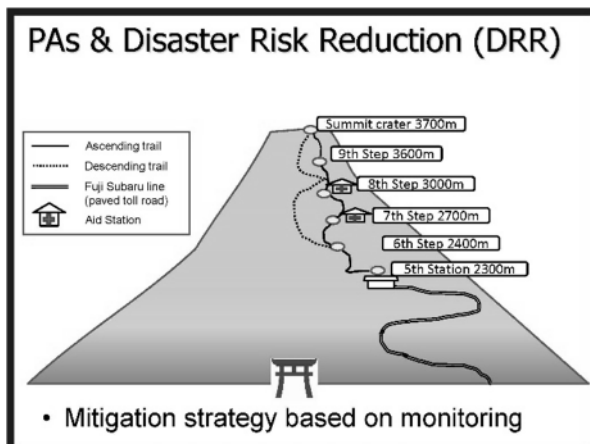 PAs & Disaster Risk Reduction (DRR)
Summit crater 3700m
Ascending trail
Descending trail
Fuji Subaru line
(paved toll road)
Aid Station
9th Step 3600m
8th Step 3000m
7th Step 2700m
6th Step 2400m
5th Station 2300m
• Mitigation strategy based on monitoring